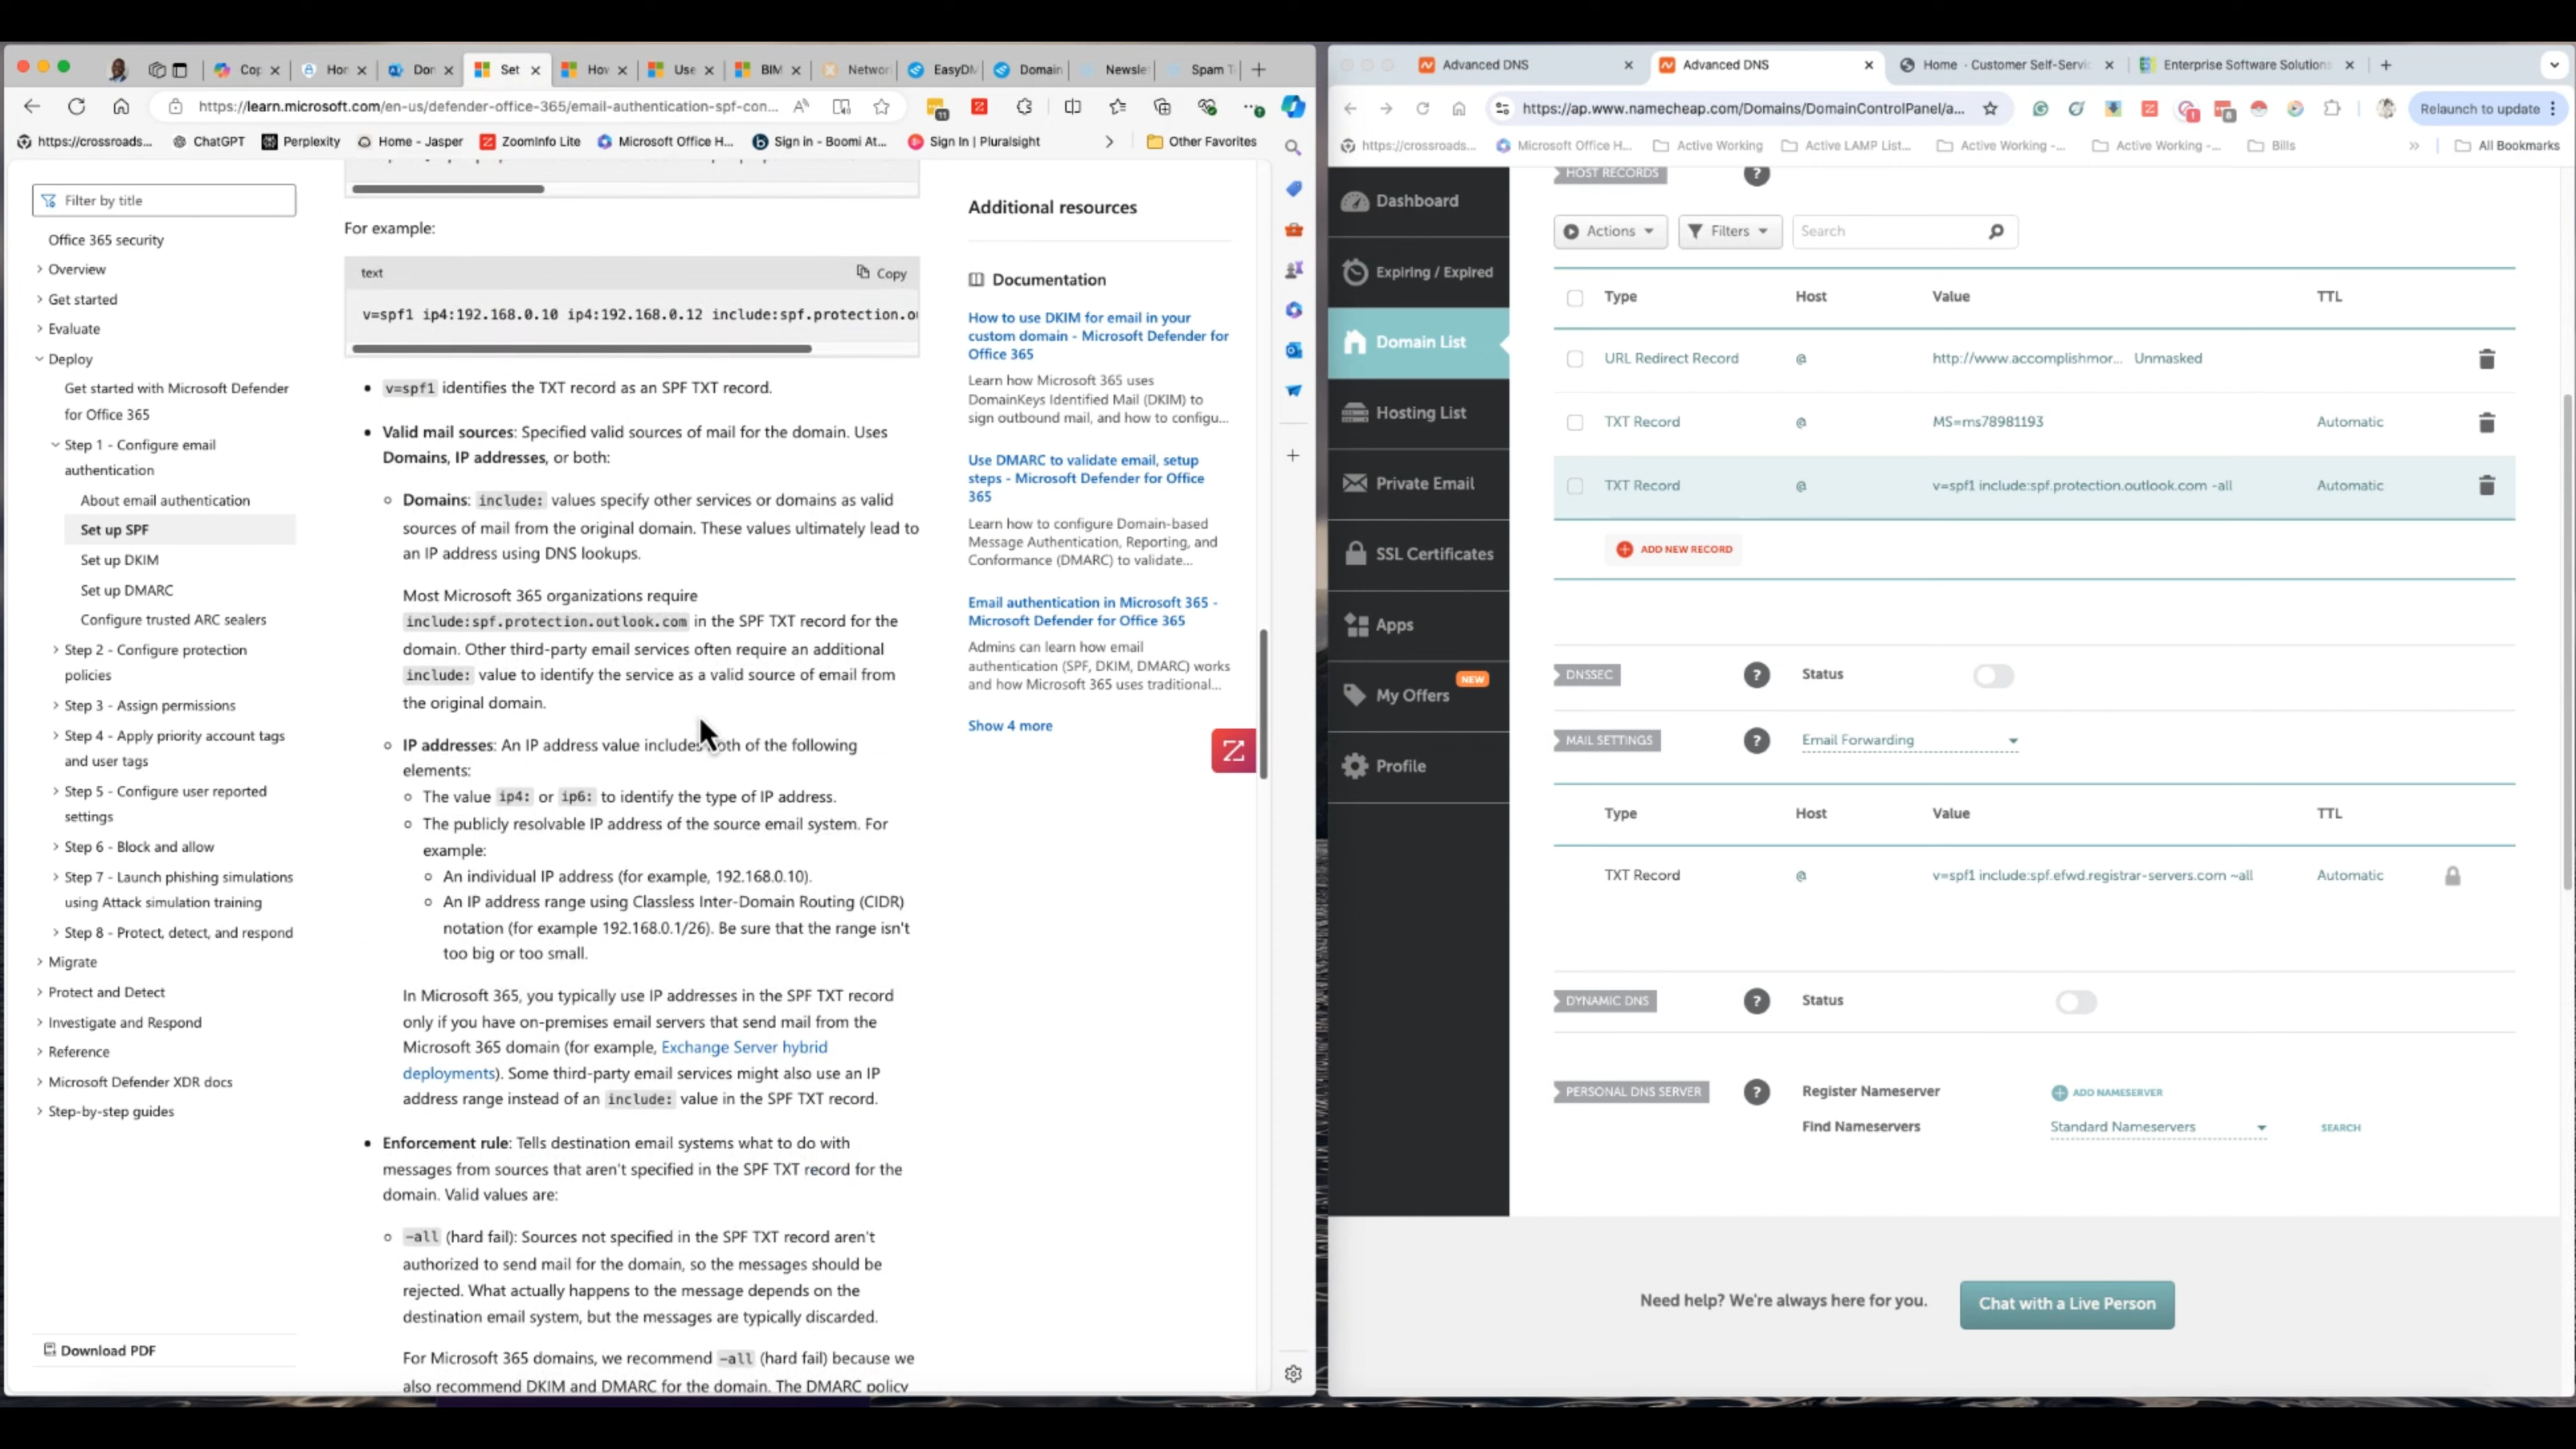 Cop
Hor
Don
Set
How
Use
BIM
Networ
EasyDM
Domain
Newsle
Spam T
https://learn.microsoft.com/en-us/defender-office-365/email-authentication-spf-con...
https://crossroads...
ChatGPT
Perplexity
Home - Jasper
ZoomInfo Lite
Microsoft Office H...
Sign in - Boomi At...
Sign In | Pluralsight
Other Favorites
Filter by title
Office 365 security
Overview
Get started
Evaluate
Deploy
Get started with Microsoft Defender
for Office 365
Step 1 - Configure email
authentication
About email authentication
Set up SPF
Set up DKIM
Set up DMARC
Configure trusted ARC sealers
Step 2 - Configure protection
policies
Step 3 - Assign permissions
Step 4 - Apply priority account tags
and user tags
Step 5 - Configure user reported
settings
Step 6 - Block and allow
Step 7 - Launch phishing simulations
using Attack simulation training
Step 8 - Protect, detect, and respond
Migrate
Protect and Detect
Investigate and Respond
Reference
Microsoft Defender XDR docs
Step-by-step guides
Download PDF
For example:
text
Copy
v=spf1 ip4:192.168.0.10 ip4:192.168.0.12 include:spf.protection.o
• v=spf1 identifies the TXT record as an SPF TXT record.
• Valid mail sources: Specified valid sources of mail for the domain. Uses
Domains, IP addresses, or both:
Domains: include: values specify other services or domains as valid
sources of mail from the original domain. These values ultimately lead to
an IP address using DNS lookups.
Most Microsoft 365 organizations require
include:spf.protection.outlook.com in the SPF TXT record for the
domain. Other third-party email services often require an additional
include: value to identify the service as a valid source of email from
the original domain.
IP addresses: An IP address value includes both of the following
elements:
The value ip4: or ip6: to identify the type of IP address.
The publicly resolvable IP address of the source email system. For
example:
An individual IP address (for example, 192.168.0.10).
An IP address range using Classless Inter-Domain Routing (CIDR)
notation (for example 192.168.0.1/26). Be sure that the range isn't
too big or too small.
In Microsoft 365, you typically use IP addresses in the SPF TXT record
only if you have on-premises email servers that send mail from the
Microsoft 365 domain (for example, Exchange Server hybrid
deployments). Some third-party email services might also use an IP
address range instead of an include: value in the SPF TXT record.
• Enforcement rule: Tells destination email systems what to do with
messages from sources that aren't specified in the SPF TXT record for the
domain. Valid values are:
-all (hard fail): Sources not specified in the SPF TXT record aren't
authorized to send mail for the domain, so the messages should be
rejected. What actually happens to the message depends on the
destination email system, but the messages are typically discarded.
For Microsoft 365 domains, we recommend -all (hard fail) because we
also recommend DKIM and DMARC for the domain. The DMARC policy
Additional resources
Documentation
How to use DKIM for email in your
custom domain - Microsoft Defender for
Office 365
Learn how Microsoft 365 uses
DomainKeys Identified Mail (DKIM) to
sign outbound mail, and how to configu...
Use DMARC to validate email, setup
steps - Microsoft Defender for Office
365
Learn how to configure Domain-based
Message Authentication, Reporting, and
Conformance (DMARC) to validate...
Email authentication in Microsoft 365 -
Microsoft Defender for Office 365
Admins can learn how email
authentication (SPF, DKIM, DMARC) works
and how Microsoft 365 uses traditional...
Show 4 more
Advanced DNS
Advanced DNS
Home - Customer Self-Servic
Enterprise Software Solutions
https://ap.www.namecheap.com/Domains/DomainControlPanel/a...
Relaunch to update
https://crossroads...
Microsoft Office H...
Active Working
Active LAMP List...
Active Working -...
Active Working -...
Bills
All Bookmarks
Dashboard
Expiring / Expired
Domain List
Hosting List
Private Email
SSL Certificates
Apps
My Offers
NEW
Profile
HOST RECORDS
?
Actions
Filters
Search
Type Host Value TTL
URL Redirect Record @ http://www.accomplishmor... Unmasked
TXT Record @ MS=ms78981193 Automatic
TXT Record @ v=spf1 include:spf.protection.outlook.com -all Automatic
ADD NEW RECORD
DNSSEC ? Status
MAIL SETTINGS ? Email Forwarding
Type Host Value TTL
TXT Record @ v=spf1 include:spf.efwd.registrar-servers.com ~all Automatic
DYNAMIC DNS ? Status
PERSONAL DNS SERVER ? Register Nameserver ADD NAMESERVER
Find Nameservers Standard Nameservers SEARCH
Need help? We're always here for you.
Chat with a Live Person